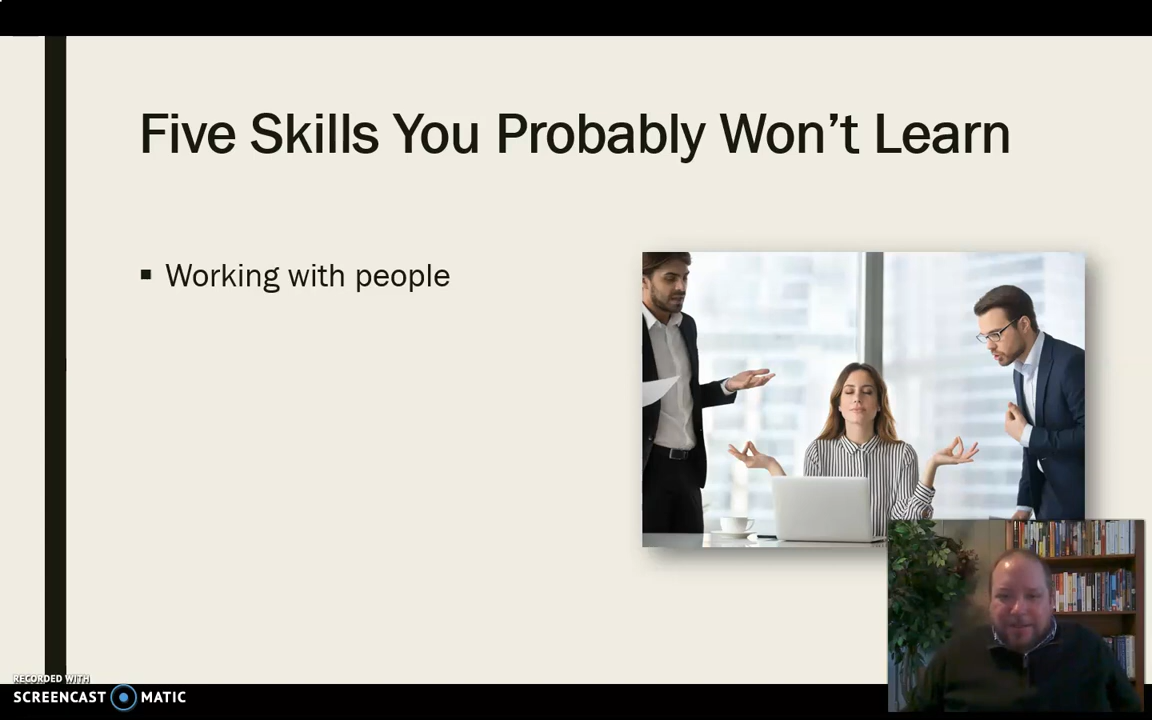 Five Skills You Probably Won’t Learn
▪ Working with people
RECORDED WITH
SCREENCAST MATIC